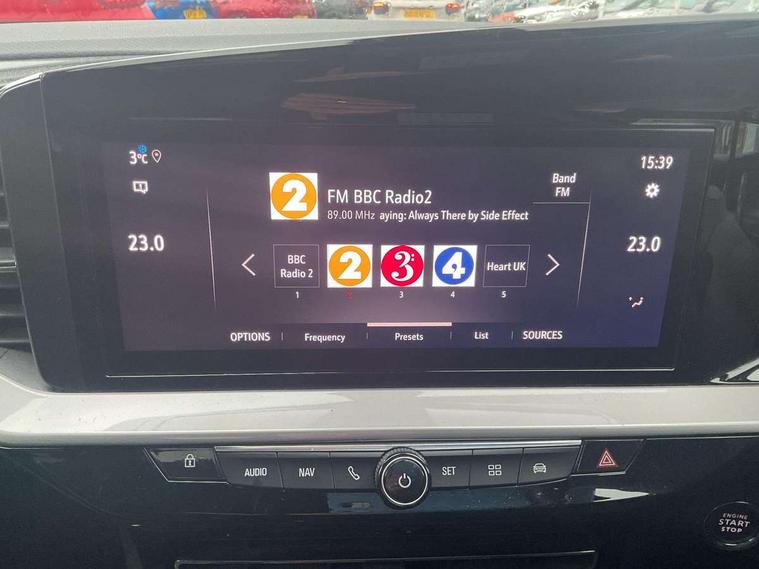 3°C
15:39
2
FM BBC Radio2
Band
FM
89.00 MHz aying: Always There by Side Effect
23.0
23.0
BBC
Radio 2
2
3:
4
Heart UK
1
2
3
4
5
OPTIONS
Frequency
Presets
List
SOURCES
AUDIO
NAV
SET
ENGINE
START
STOP